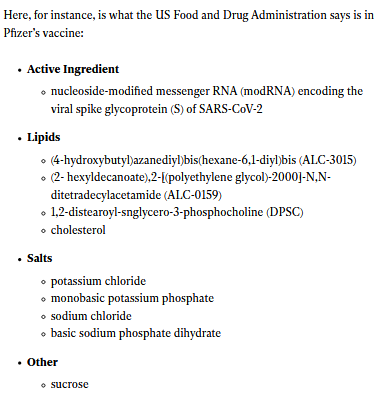 Here, for instance, is what the US Food and Drug Administration says is in
Pfizer’s vaccine:
• Active Ingredient
◦ nucleoside-modified messenger RNA (modRNA) encoding the
viral spike glycoprotein (S) of SARS-CoV-2
• Lipids
◦ (4-hydroxybutyl)azanediyl)bis(hexane-6,1-diyl)bis (ALC-3015)
◦ (2- hexyldecanoate),2-[(polyethylene glycol)-2000]-N,N-
ditetradecylacetamide (ALC-0159)
◦ 1,2-distearoyl-snglycero-3-phosphocholine (DPSC)
◦ cholesterol
• Salts
◦ potassium chloride
◦ monobasic potassium phosphate
◦ sodium chloride
◦ basic sodium phosphate dihydrate
• Other
◦ sucrose